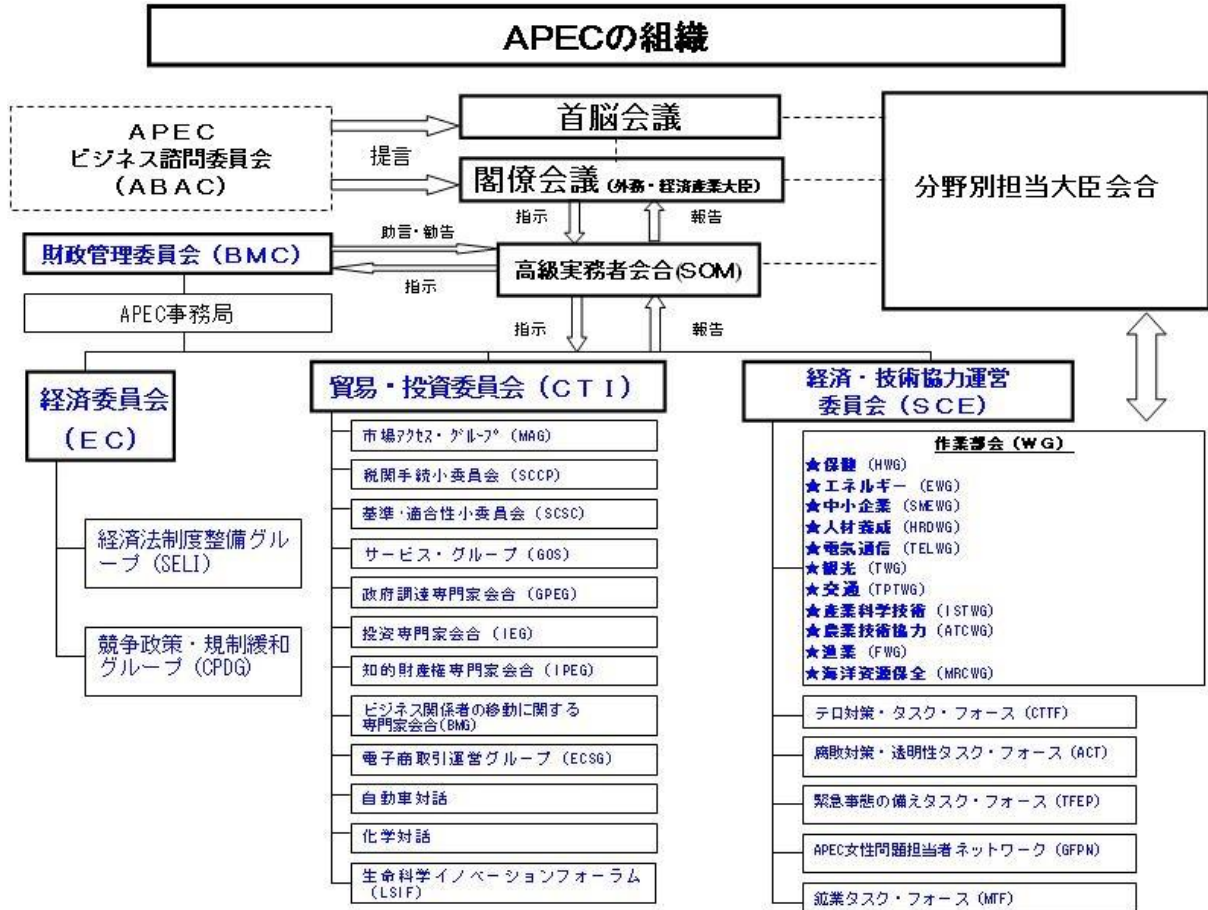 APECの組織
APEC
ビジネス諮問委員会
(ABAC)
提言
首脳会議
閣僚会議 (外務・経済産業大臣)
分野別担当大臣会合
指示
報告
財政管理委員会 (BMC)
助言・勧告
指示
高級実務者会合(SOM)
APEC事務局
指示
報告
経済委員会
(EC)
経済法制度整備グル
ープ (SELI)
競争政策・規制緩和
グループ (CPDG)
貿易・投資委員会 (CTI)
市場アクセス・グループ (MAG)
税関手続小委員会 (SCCP)
基準・適合性小委員会 (SCSC)
サービス・グループ (GOS)
政府調達専門家会合 (GPEG)
投資専門家会合 (IEG)
知的財産権専門家会合 (IPEG)
ビジネス関係者の移動に関する
専門家会合(BMG)
電子商取引運営グループ (ECSG)
自動車対話
化学対話
生命科学イノベーションフォーラム
(LSIF)
経済・技術協力運営
委員会 (SCE)
作業部会 (WG)
★保健 (HWG)
★エネルギー (EWG)
★中小企業 (SMEWG)
★人材養成 (HRDWG)
★電気通信 (TELWG)
★観光 (TWG)
★交通 (TPTWG)
★産業科学技術 (ISTWG)
★農業技術協力 (ATCWG)
★漁業 (FWG)
★海洋資源保全 (MRCWG)
テロ対策・タスク・フォース (CTTF)
腐敗対策・透明性タスク・フォース (ACT)
緊急事態の備えタスク・フォース (TFEP)
APEC女性問題担当者ネットワーク (GFPN)
鉱業タスク・フォース (MTF)